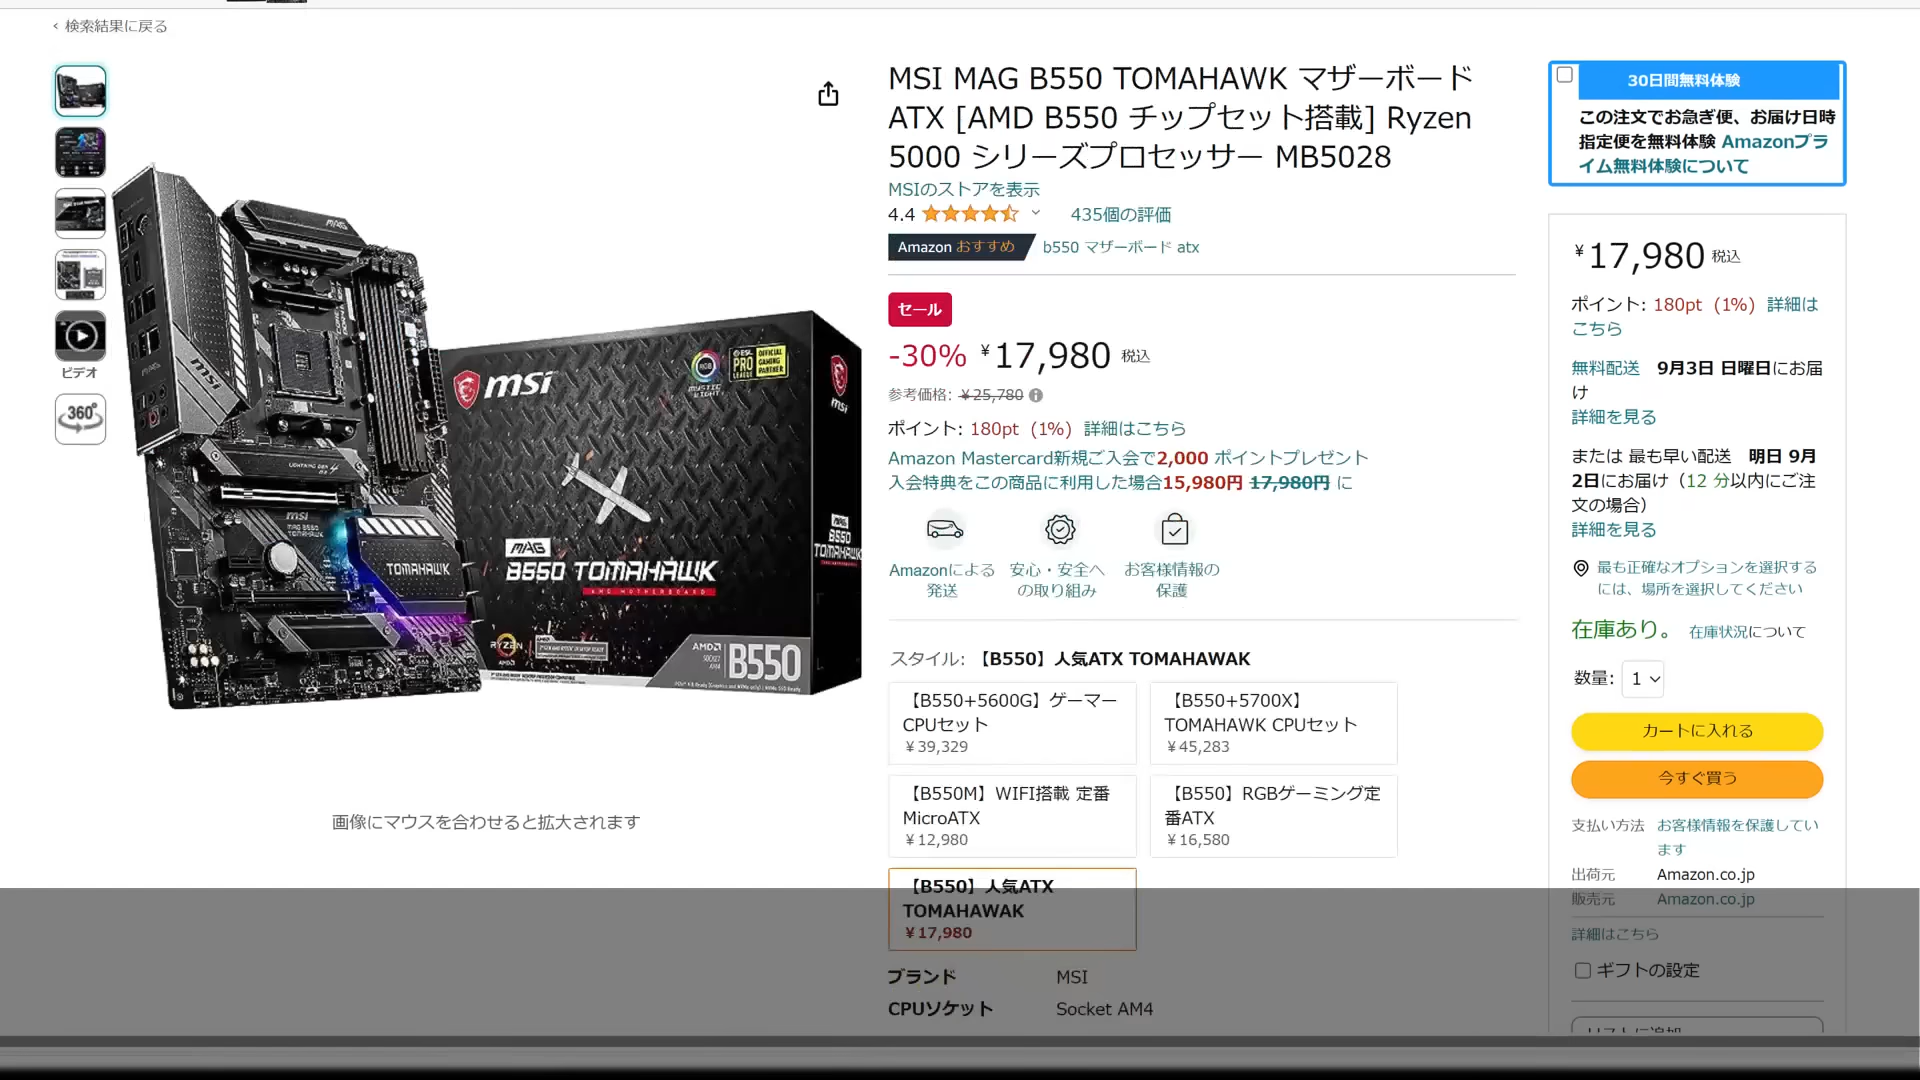 ‹ 検索結果に戻る
ビデオ
360°
msi
MAG
B550 TOMAHAWK
AMD MOTHERBOARD
TOMAHAWK
B550
画像にマウスを合わせると拡大されます
MSI MAG B550 TOMAHAWK マザーボード
ATX [AMD B550 チップセット搭載] Ryzen
5000 シリーズプロセッサー MB5028
MSIのストアを表示
4.4 435個の評価
Amazon おすすめ b550 マザーボード atx
セール
-30% ¥17,980 税込
参考価格: ¥25,780
ポイント: 180pt (1%) 詳細はこちら
Amazon Mastercard新規ご入会で2,000 ポイントプレゼント
入会特典をこの商品に利用した場合15,980円 17,980円 に
Amazonによる発送
安心・安全への取り組み
お客様情報の保護
スタイル: 【B550】人気ATX TOMAHAWAK
【B550+5600G】ゲーマー
CPUセット
¥39,329
【B550+5700X】
TOMAHAWK CPUセット
¥45,283
【B550M】WIFI搭載 定番
MicroATX
¥12,980
【B550】RGBゲーミング定
番ATX
¥16,580
【B550】人気ATX
TOMAHAWAK
¥17,980
ブランド MSI
CPUソケット Socket AM4
30日間無料体験
この注文でお急ぎ便、お届け日時
指定便を無料体験 Amazonプラ
イム無料体験について
¥17,980 税込
ポイント: 180pt (1%) 詳細は
こちら
無料配送 9月3日 日曜日にお届
け
詳細を見る
または 最も早い配送 明日 9月
2日にお届け（12 分以内にご注
文の場合）
詳細を見る
最も正確なオプションを選択する
には、場所を選択してください
在庫あり。 在庫状況について
数量: 1
カートに入れる
今すぐ買う
支払い方法 お客様情報を保護してい
ます
出荷元 Amazon.co.jp
販売元 Amazon.co.jp
詳細はこちら
ギフトの設定
リストに追加